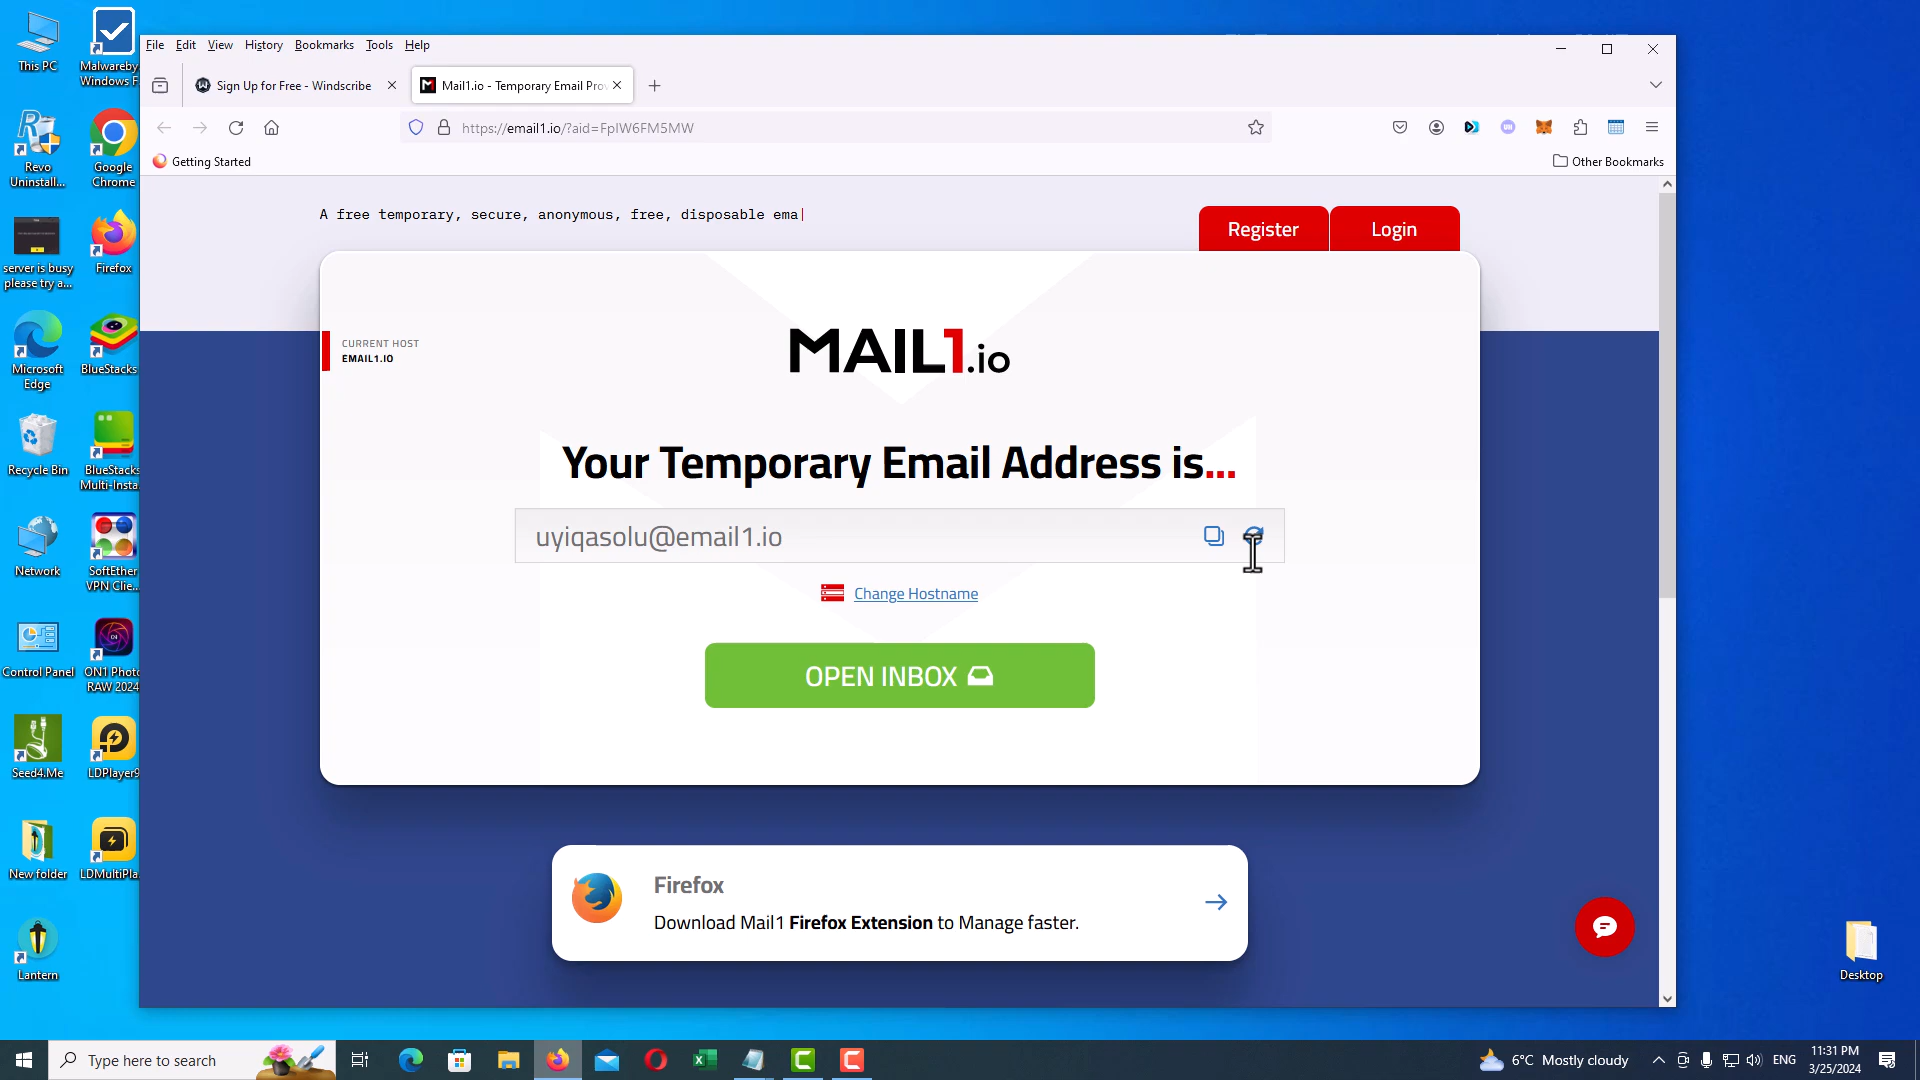 This PC
Malwareby
Windows F
Revo
Uninstall...
Google
Chrome
server is busy
please try a...
Firefox
Microsoft
Edge
BlueStacks
Recycle Bin
BlueStacks
Multi-Insta
Network
SoftEther
VPN Clie...
Control Panel
ON1 Photo
RAW 2024
Seed4.Me
LDPlayer9
New folder
LDMultiPla
Lantern
Desktop
File Edit View History Bookmarks Tools Help
Sign Up for Free - Windscribe
Mail1.io - Temporary Email Prov
https://email1.io/?aid=FpIW6FM5MW
Getting Started
Other Bookmarks
A free temporary, secure, anonymous, free, disposable ema
Register
Login
CURRENT HOST
EMAIL1.IO
MAIL1.io
Your Temporary Email Address is...
uyiqasolu@email1.io
Change Hostname
OPEN INBOX
Firefox
Download Mail1 Firefox Extension to Manage faster.
Type here to search
6°C Mostly cloudy
ENG
11:31 PM
3/25/2024